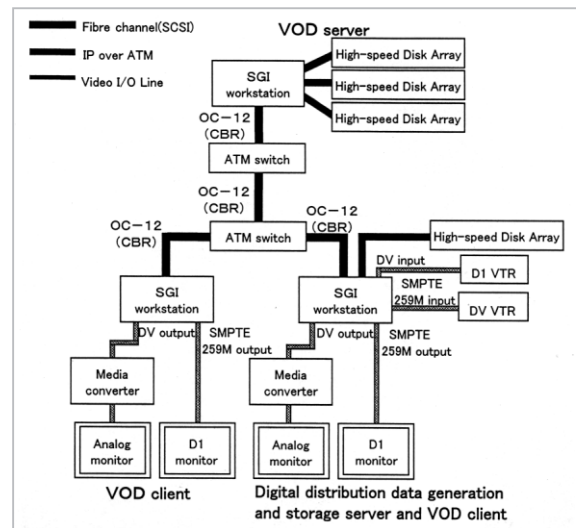 Fibre channel(SCSI)
IP over ATM
Video I/O Line
VOD server
High-speed Disk Array
High-speed Disk Array
High-speed Disk Array
SGI
workstation
OC-12
(CBR)
ATM switch
OC-12
(CBR)
OC-12
(CBR)
ATM switch
OC-12
(CBR)
High-speed Disk Array
DV input
D1 VTR
SMPTE
259M input
DV VTR
SGI
workstation
SGI
workstation
DV output
SMPTE
259M output
DV output
SMPTE
259M output
Media
converter
Media
converter
Analog
monitor
D1
monitor
Analog
monitor
D1
monitor
VOD client
Digital distribution data generation
and storage server and VOD client